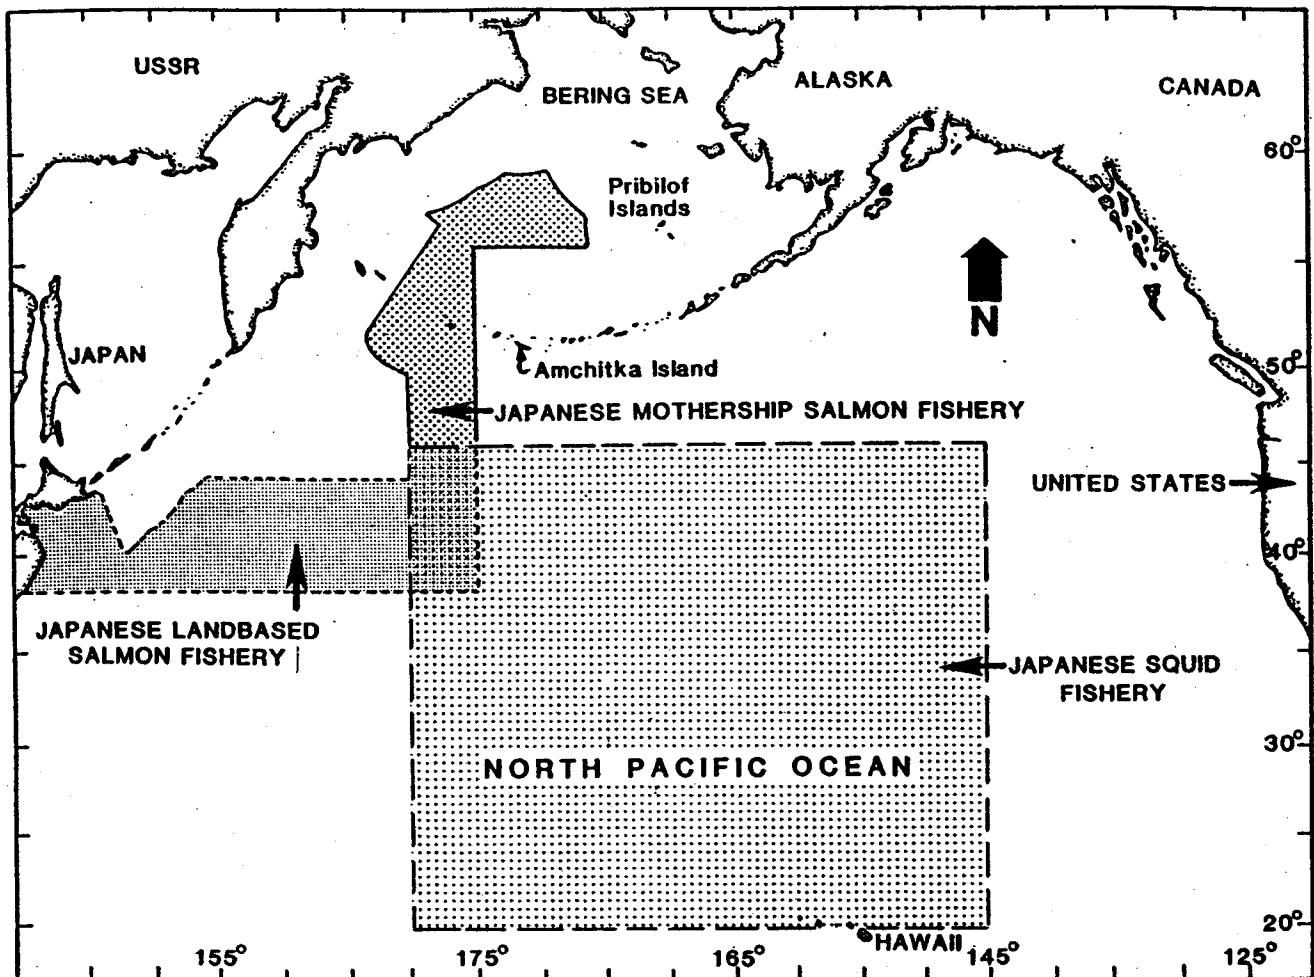 USSR
BERING SEA
ALASKA
CANADA
60°
Pribilof
Islands
N
JAPAN
50°
Amchitka Island
JAPANESE MOTHERSHIP SALMON FISHERY
UNITED STATES
40°
JAPANESE LANDBASED
SALMON FISHERY
JAPANESE SQUID
FISHERY
30°
NORTH PACIFIC OCEAN
20°
HAWAII
155°
175°
165°
145°
125°